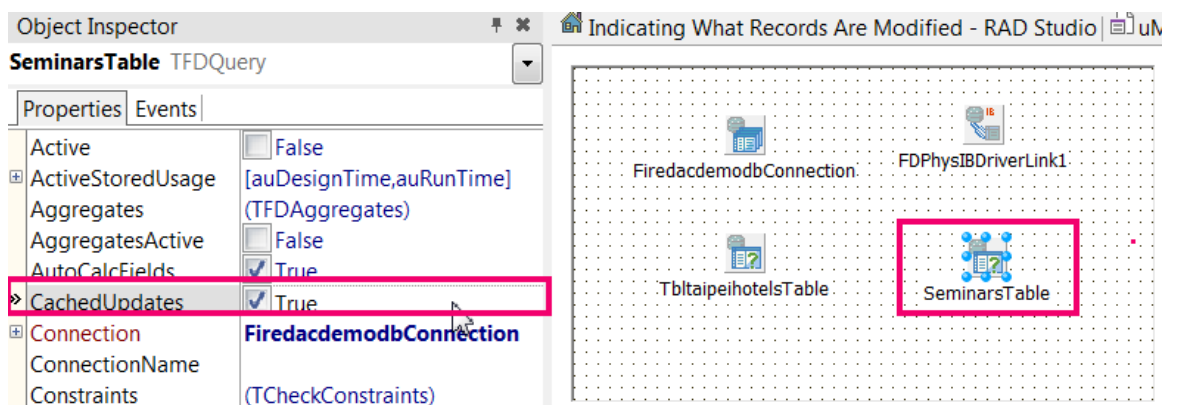 Object Inspector
SeminarsTable TFDQuery
Properties Events
Active False
ActiveStoredUsage [auDesignTime,auRunTime]
Aggregates (TFDAggregates)
AggregatesActive False
AutoCalcFields True
CachedUpdates True
Connection FiredacdemodbConnection
ConnectionName
Constraints (TCheckConstraints)
Indicating What Records Are Modified - RAD Studio
IB
FiredacdemodbConnection
FDPhysIBDriverLink1
TbltaipeihotelsTable
SeminarsTable